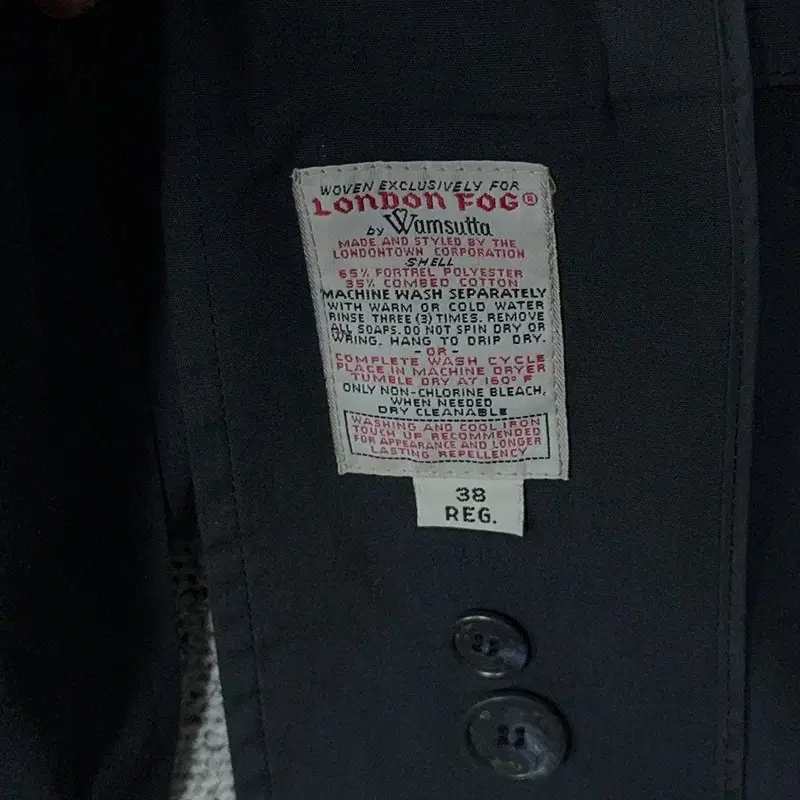 WOVEN EXCLUSIVELY FOR
LONDON FOG®
by Wamsutta
MADE AND STYLED BY THE
LONDONTOWN CORPORATION
SHELL
65% FORTREL POLYESTER
35% COMBED COTTON
MACHINE WASH SEPARATELY
WITH WARM OR COLD WATER
RINSE THREE (3) TIMES. REMOVE
ALL SOAPS. DO NOT SPIN DRY OR
WRING. HANG TO DRIP DRY.
- OR -
COMPLETE WASH CYCLE
PLACE IN MACHINE DRYER
TUMBLE DRY AT 160° F
ONLY NON-CHLORINE BLEACH,
WHEN NEEDED
DRY CLEANABLE
WASHING AND COOL IRON
TOUCH UP RECOMMENDED
FOR APPEARANCE AND LONGER
LASTING REPELLENCY
38
REG.